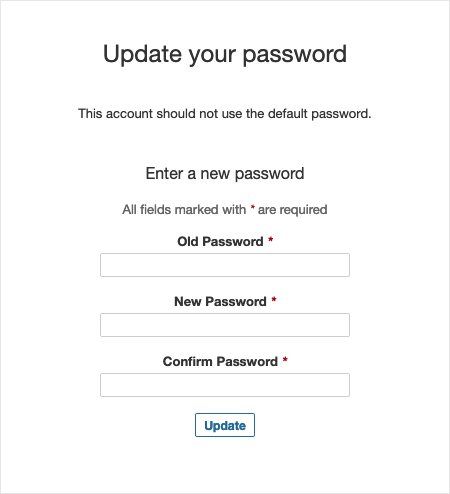 Update your password
This account should not use the default password.
Enter a new password
All fields marked with * are required
Old Password *
New Password *
Confirm Password *
Update